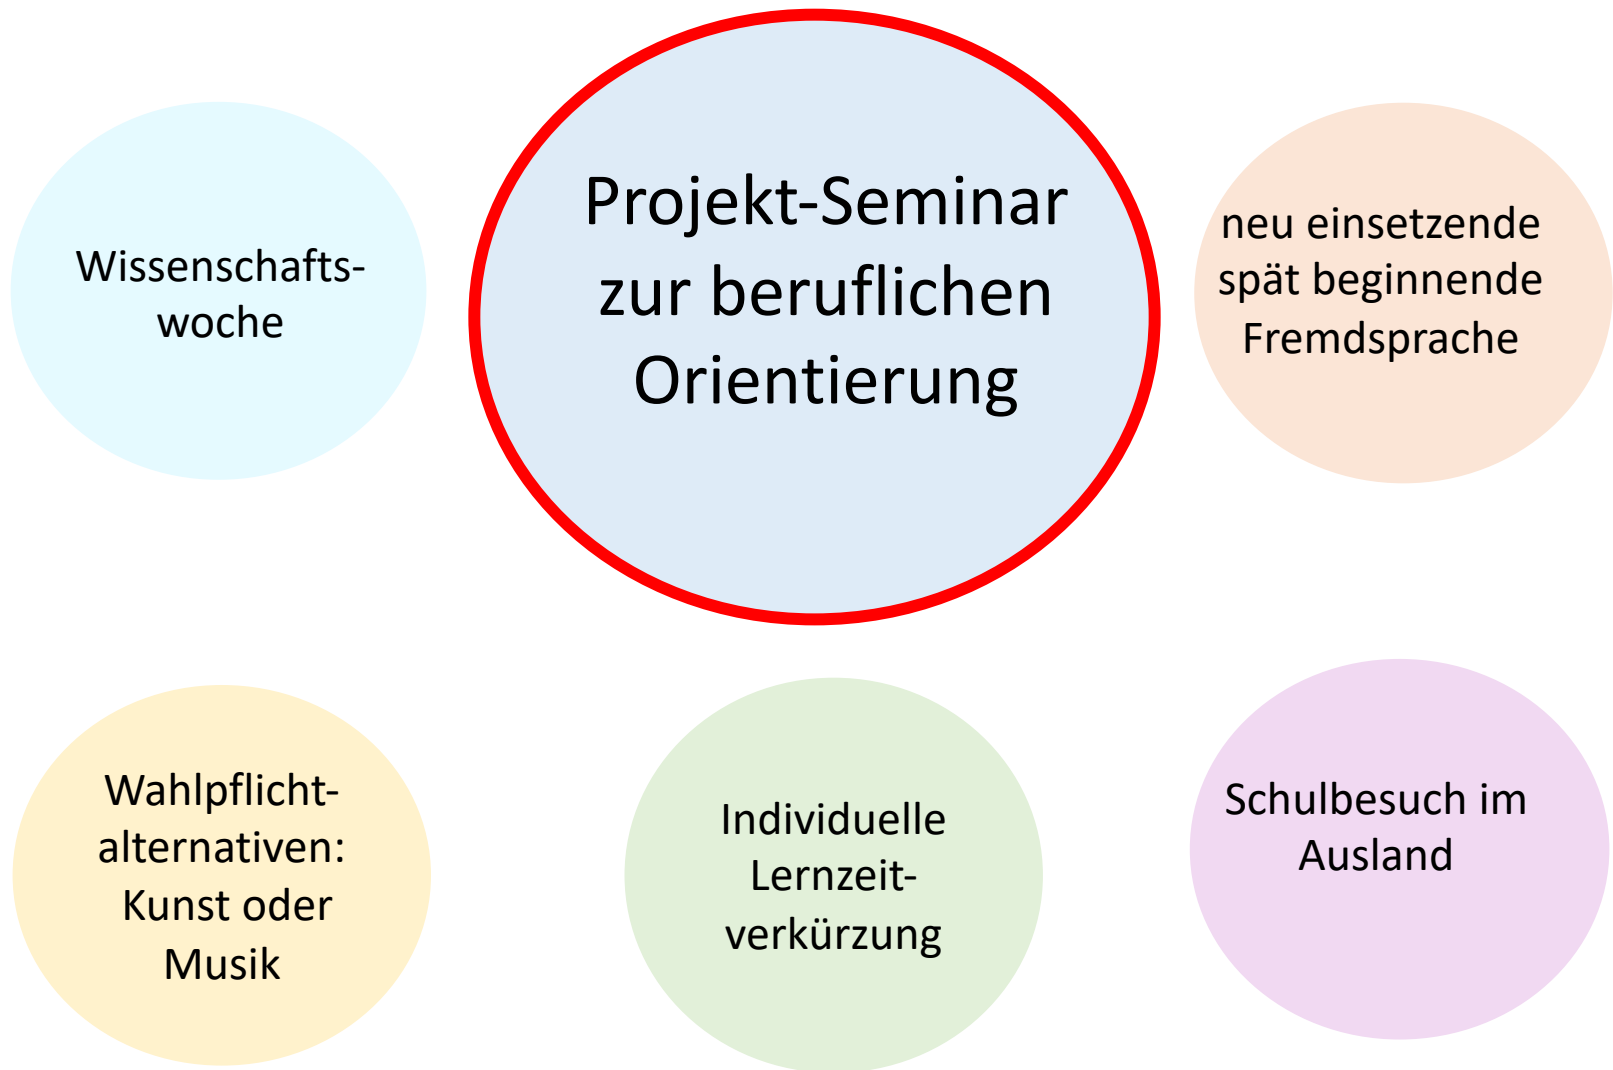 Wissenschafts-
woche
Projekt-Seminar
zur beruflichen
Orientierung
neu einsetzende
spät beginnende
Fremdsprache
Wahlpflicht-
alternativen:
Kunst oder
Musik
Individuelle
Lernzeit-
verkürzung
Schulbesuch im
Ausland